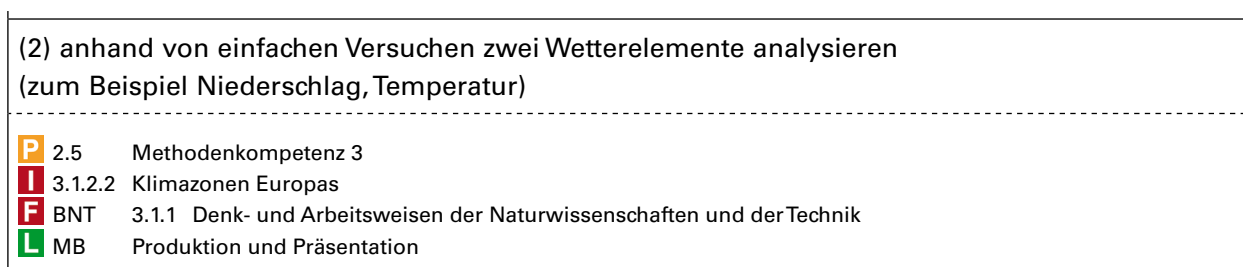 (2) anhand von einfachen Versuchen zwei Wetterelemente analysieren
(zum Beispiel Niederschlag, Temperatur)
P 2.5 Methodenkompetenz 3
I 3.1.2.2 Klimazonen Europas
F BNT 3.1.1 Denk- und Arbeitsweisen der Naturwissenschaften und der Technik
L MB Produktion und Präsentation